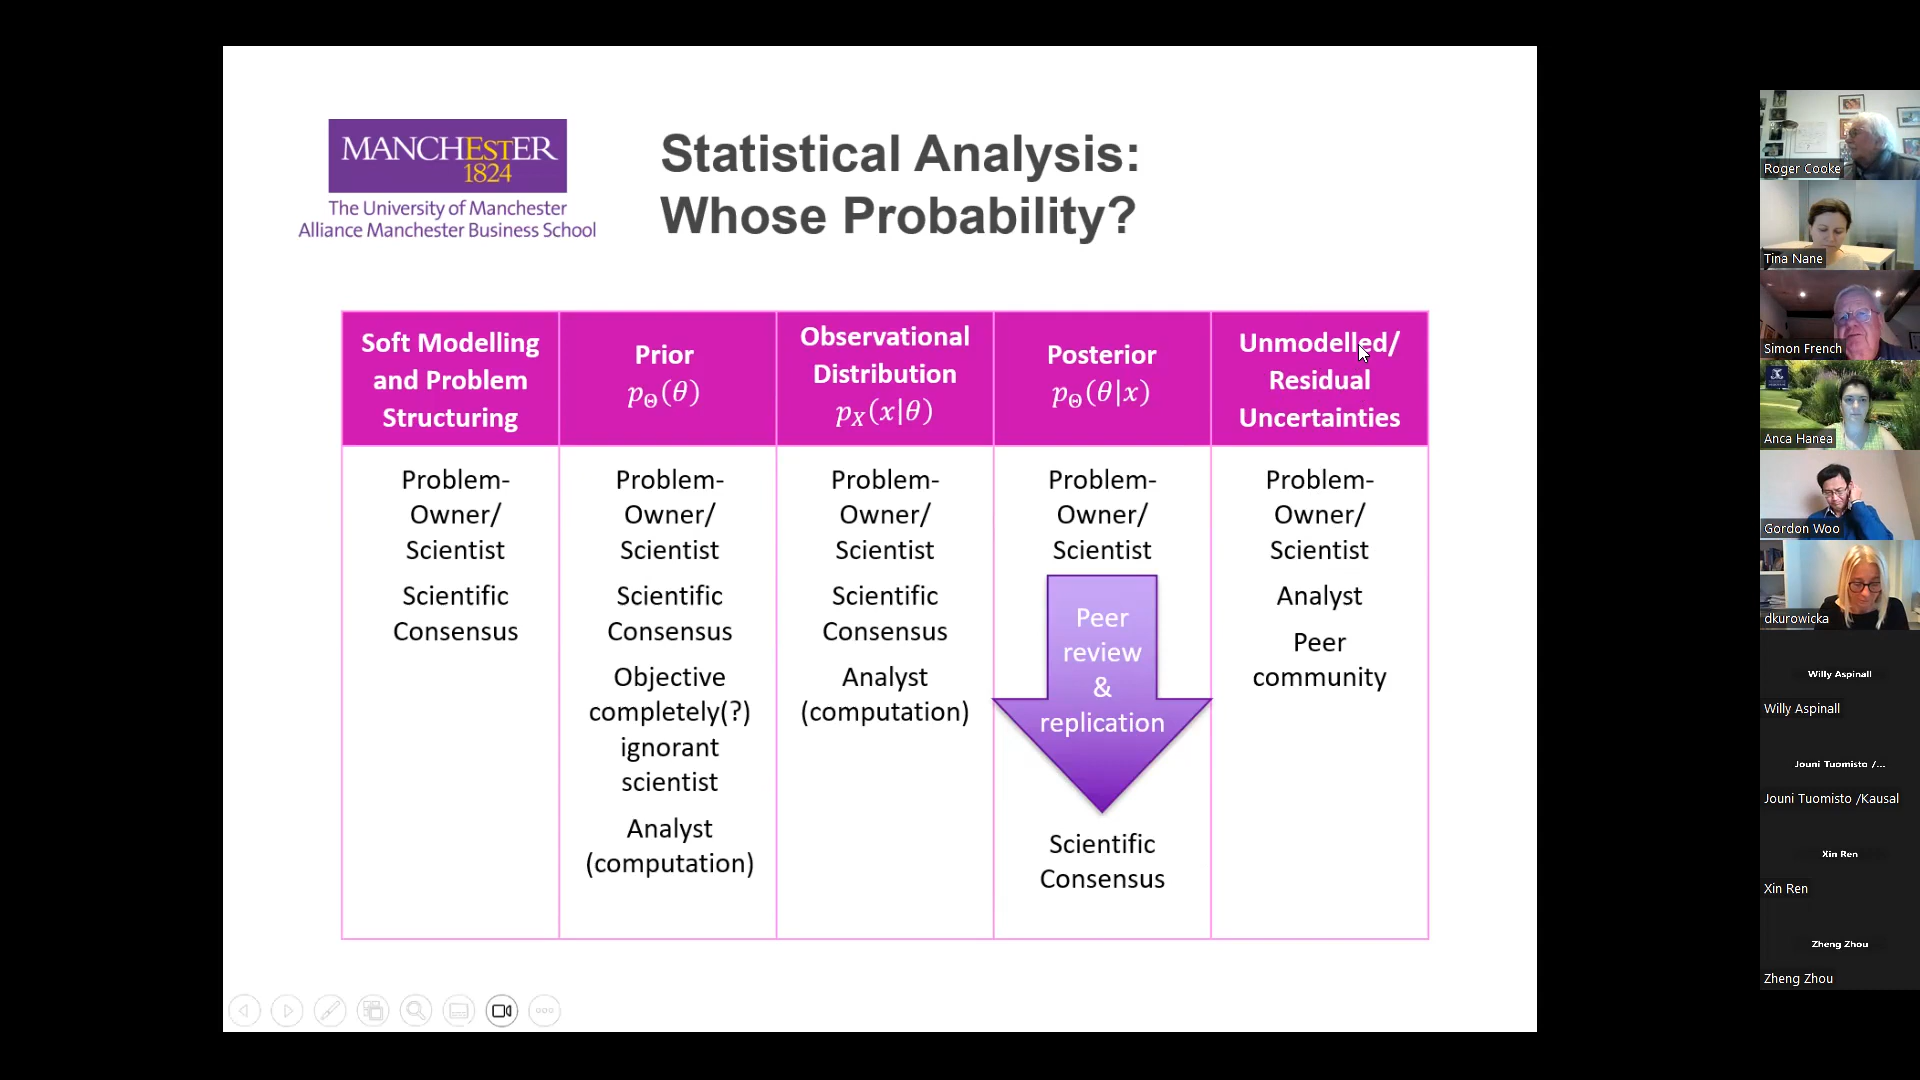 MANCHESTER
1824
The University of Manchester
Alliance Manchester Business School
Statistical Analysis:
Whose Probability?
Soft Modelling
and Problem
Structuring
Prior
p_Θ(θ)
Observational
Distribution
p_X(x|θ)
Posterior
p_Θ(θ|x)
Unmodelled/
Residual
Uncertainties
Problem-
Owner/
Scientist
Scientific
Consensus
Problem-
Owner/
Scientist
Scientific
Consensus
Objective
completely(?)
ignorant
scientist
Analyst
(computation)
Problem-
Owner/
Scientist
Scientific
Consensus
Analyst
(computation)
Problem-
Owner/
Scientist
Peer
review
&
replication
Scientific
Consensus
Problem-
Owner/
Scientist
Analyst
Peer
community
Roger Cooke
Tina Nane
Simon French
Anca Hanea
Gordon Woo
dkurowicka
Willy Aspinall
Willy Aspinall
Jouni Tuomisto /...
Jouni Tuomisto /Kausal
Xin Ren
Xin Ren
Zheng Zhou
Zheng Zhou